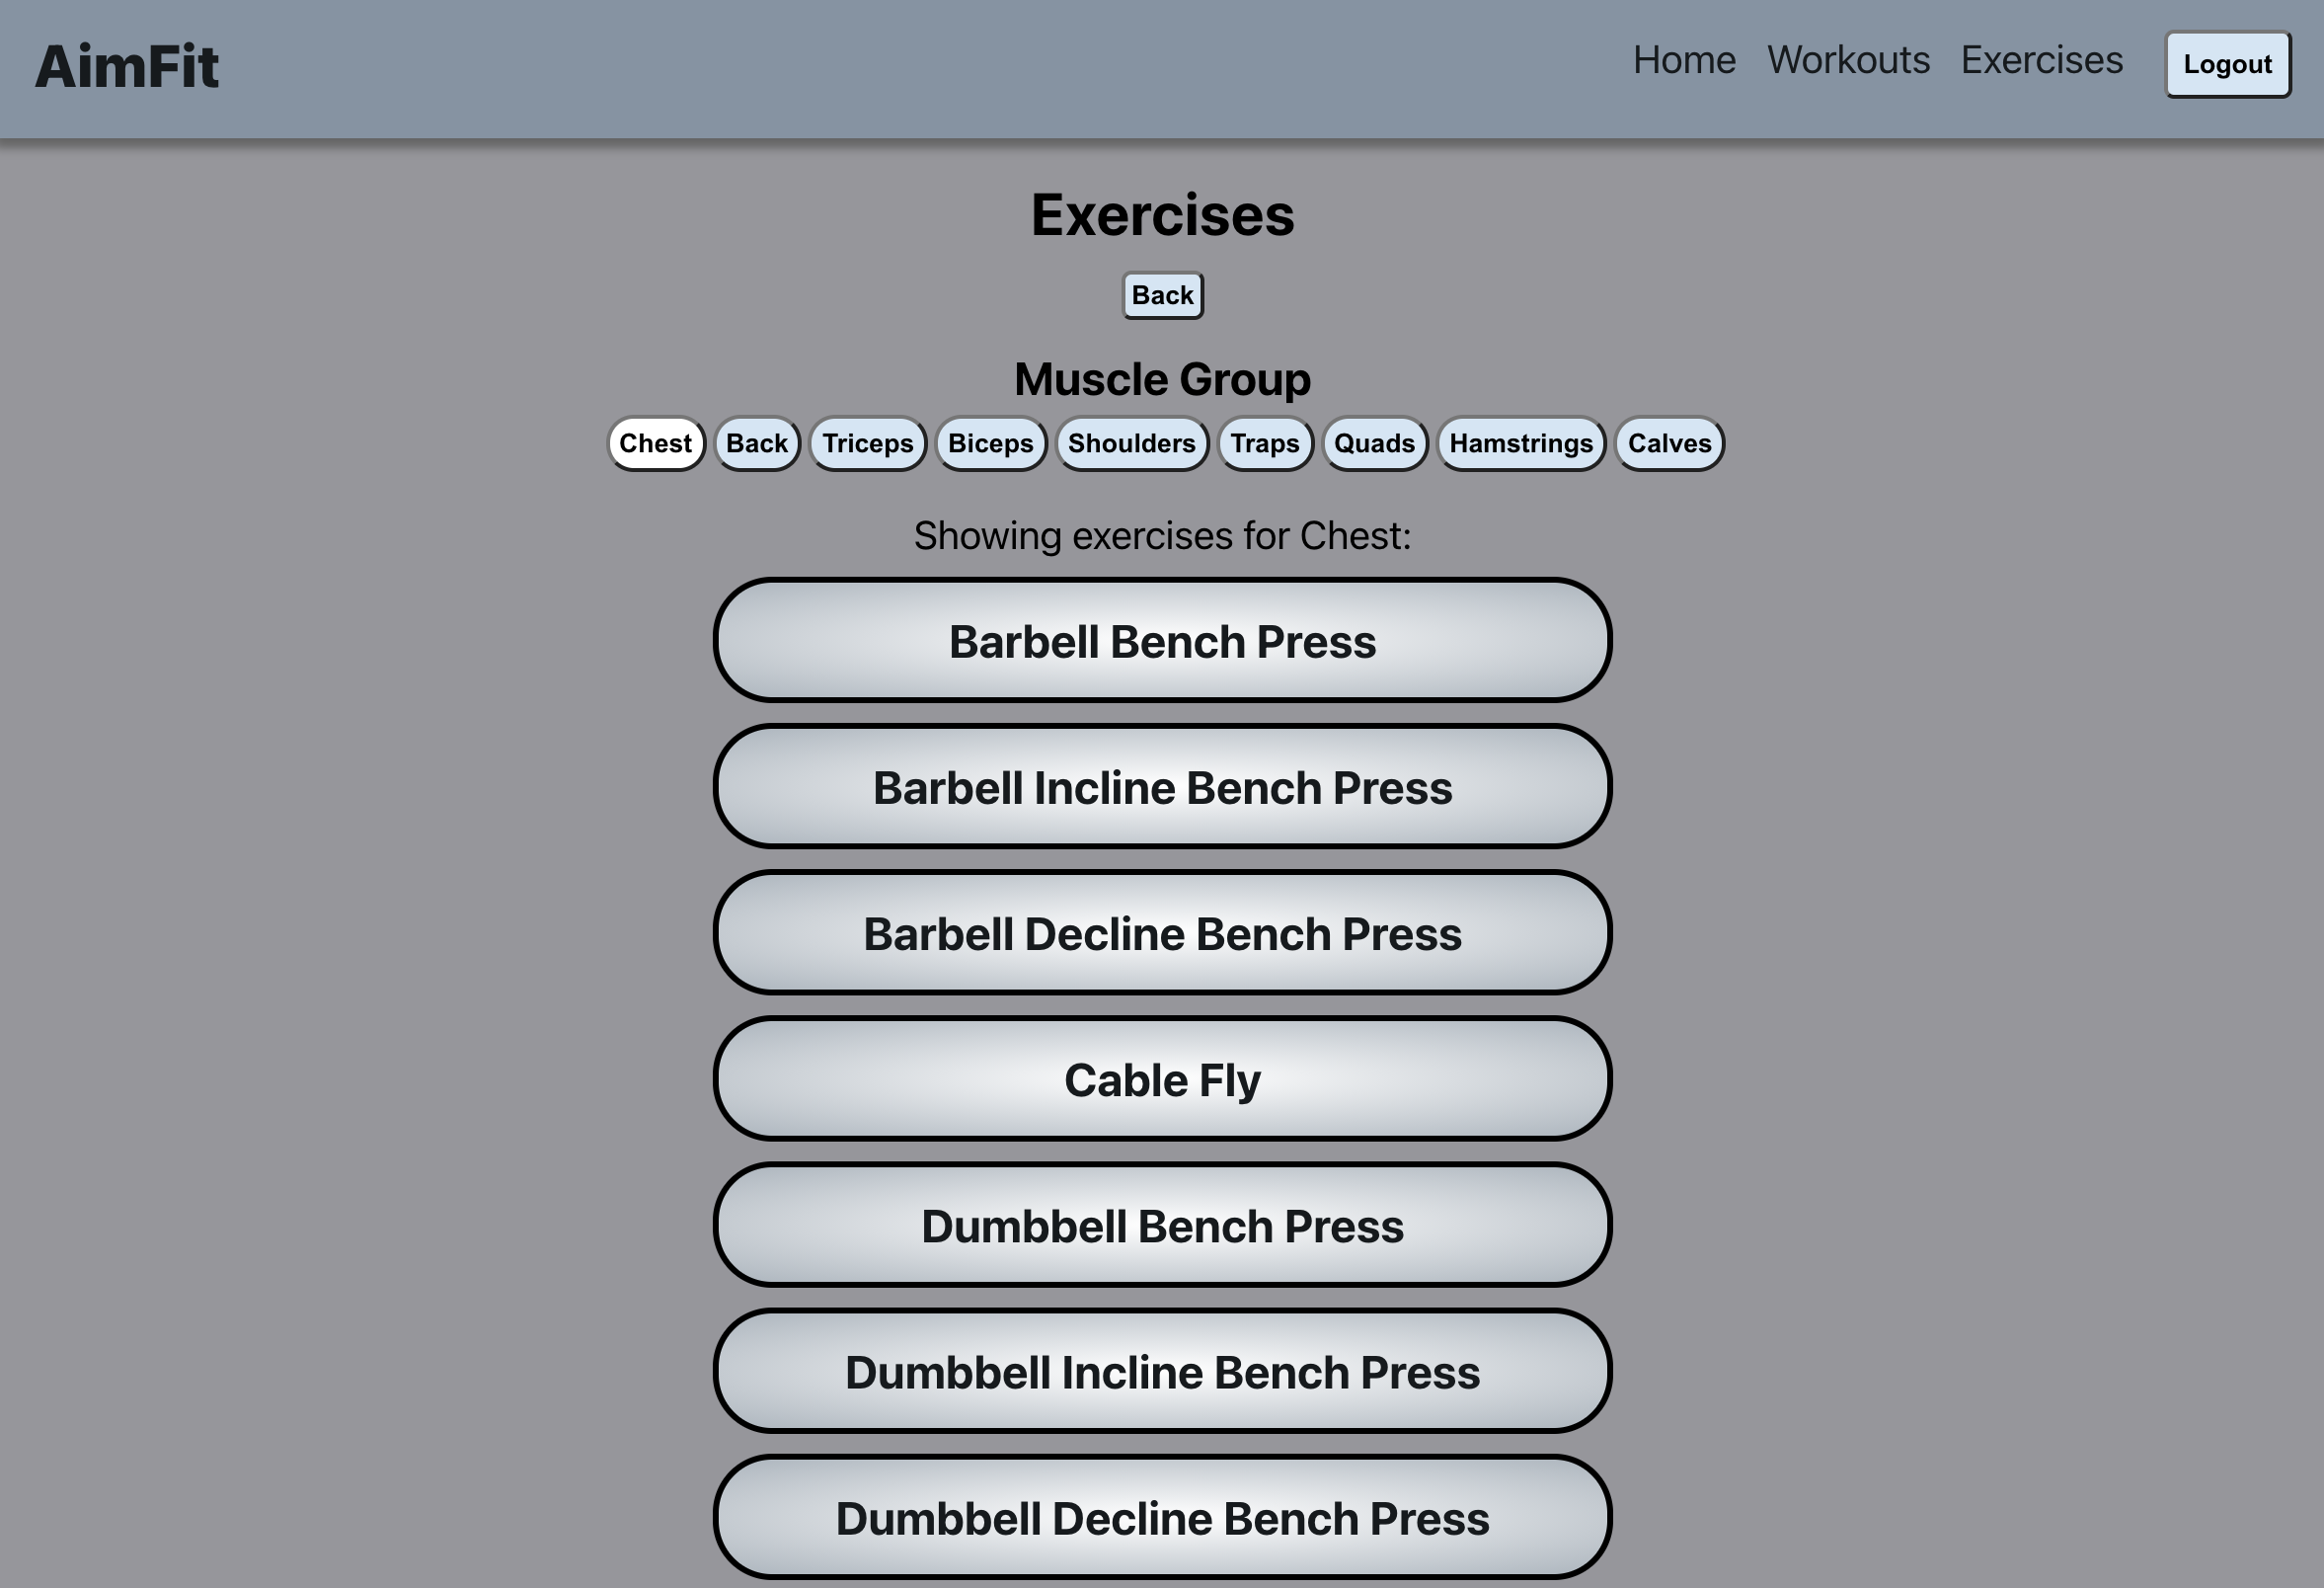 AimFit
Home Workouts Exercises Logout
Exercises
Back
Muscle Group
Chest Back Triceps Biceps Shoulders Traps Quads Hamstrings Calves
Showing exercises for Chest:
Barbell Bench Press
Barbell Incline Bench Press
Barbell Decline Bench Press
Cable Fly
Dumbbell Bench Press
Dumbbell Incline Bench Press
Dumbbell Decline Bench Press